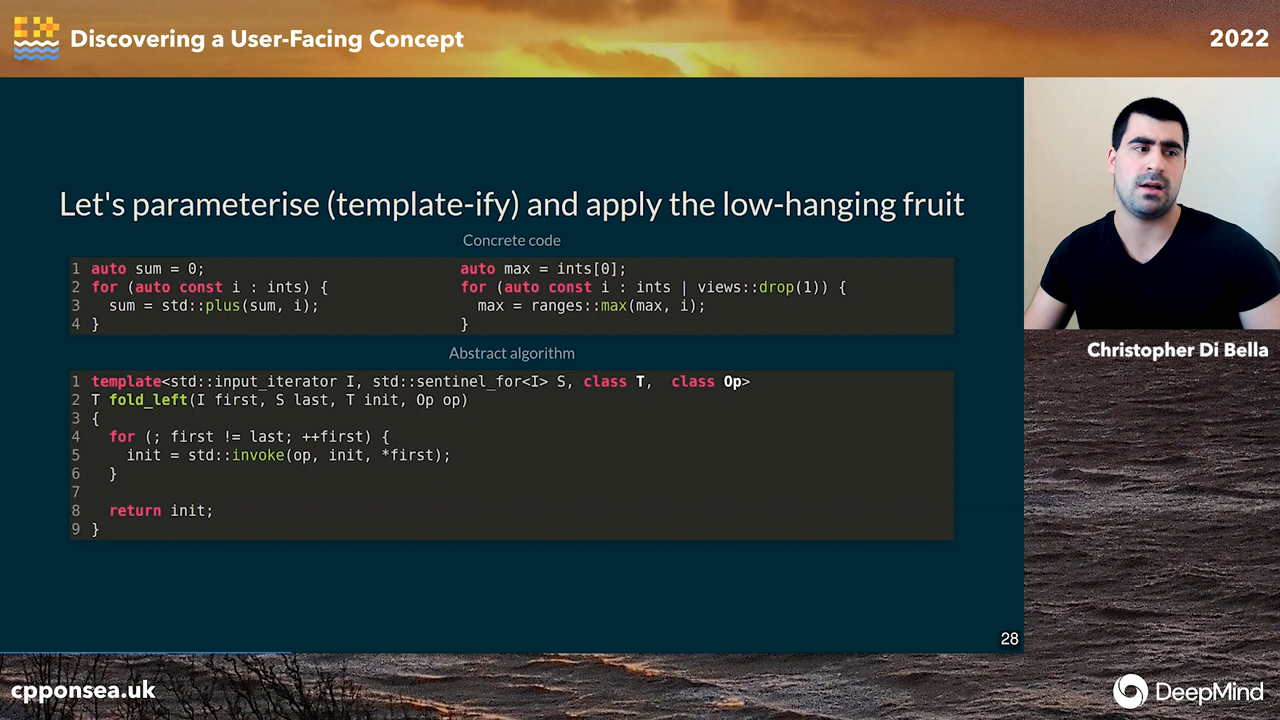 Discovering a User-Facing Concept
2022
Let's parameterise (template-ify) and apply the low-hanging fruit
Concrete code
1 auto sum = 0;
2 for (auto const i : ints) {
3   sum = std::plus(sum, i);
4 }
auto max = ints[0];
for (auto const i : ints | views::drop(1)) {
  max = ranges::max(max, i);
}
Abstract algorithm
1 template<std::input_iterator I, std::sentinel_for<I> S, class T,  class Op>
2 T fold_left(I first, S last, T init, Op op)
3 {
4   for (; first != last; ++first) {
5     init = std::invoke(op, init, *first);
6   }
7
8   return init;
9 }
28
Christopher Di Bella
cpponsea.uk
DeepMind